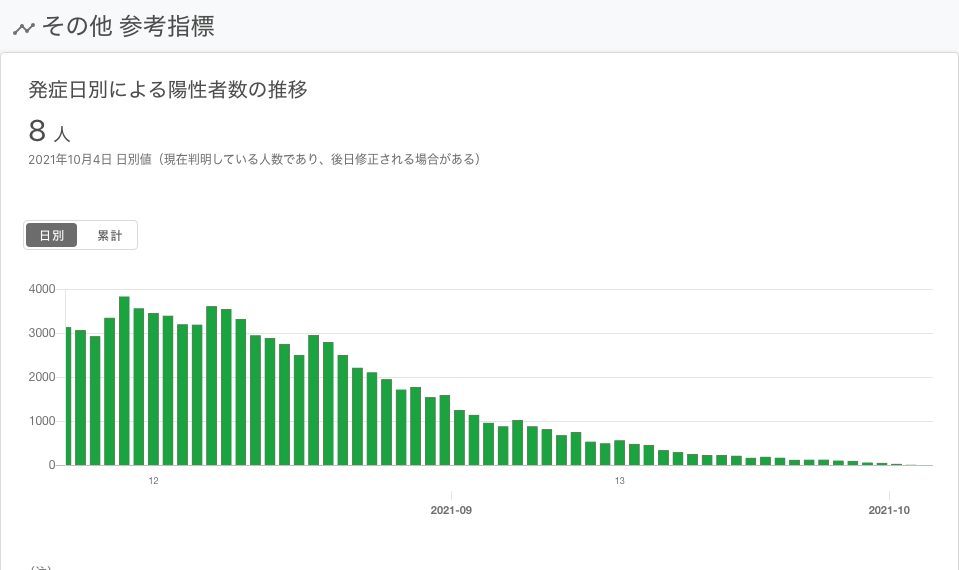 その他 参考指標
発症日別による陽性者数の推移
8 人
2021年10月4日 日別値（現在判明している人数であり、後日修正される場合がある）
日別 累計
4000
3000
2000
1000
0
12 13
2021-09 2021-10